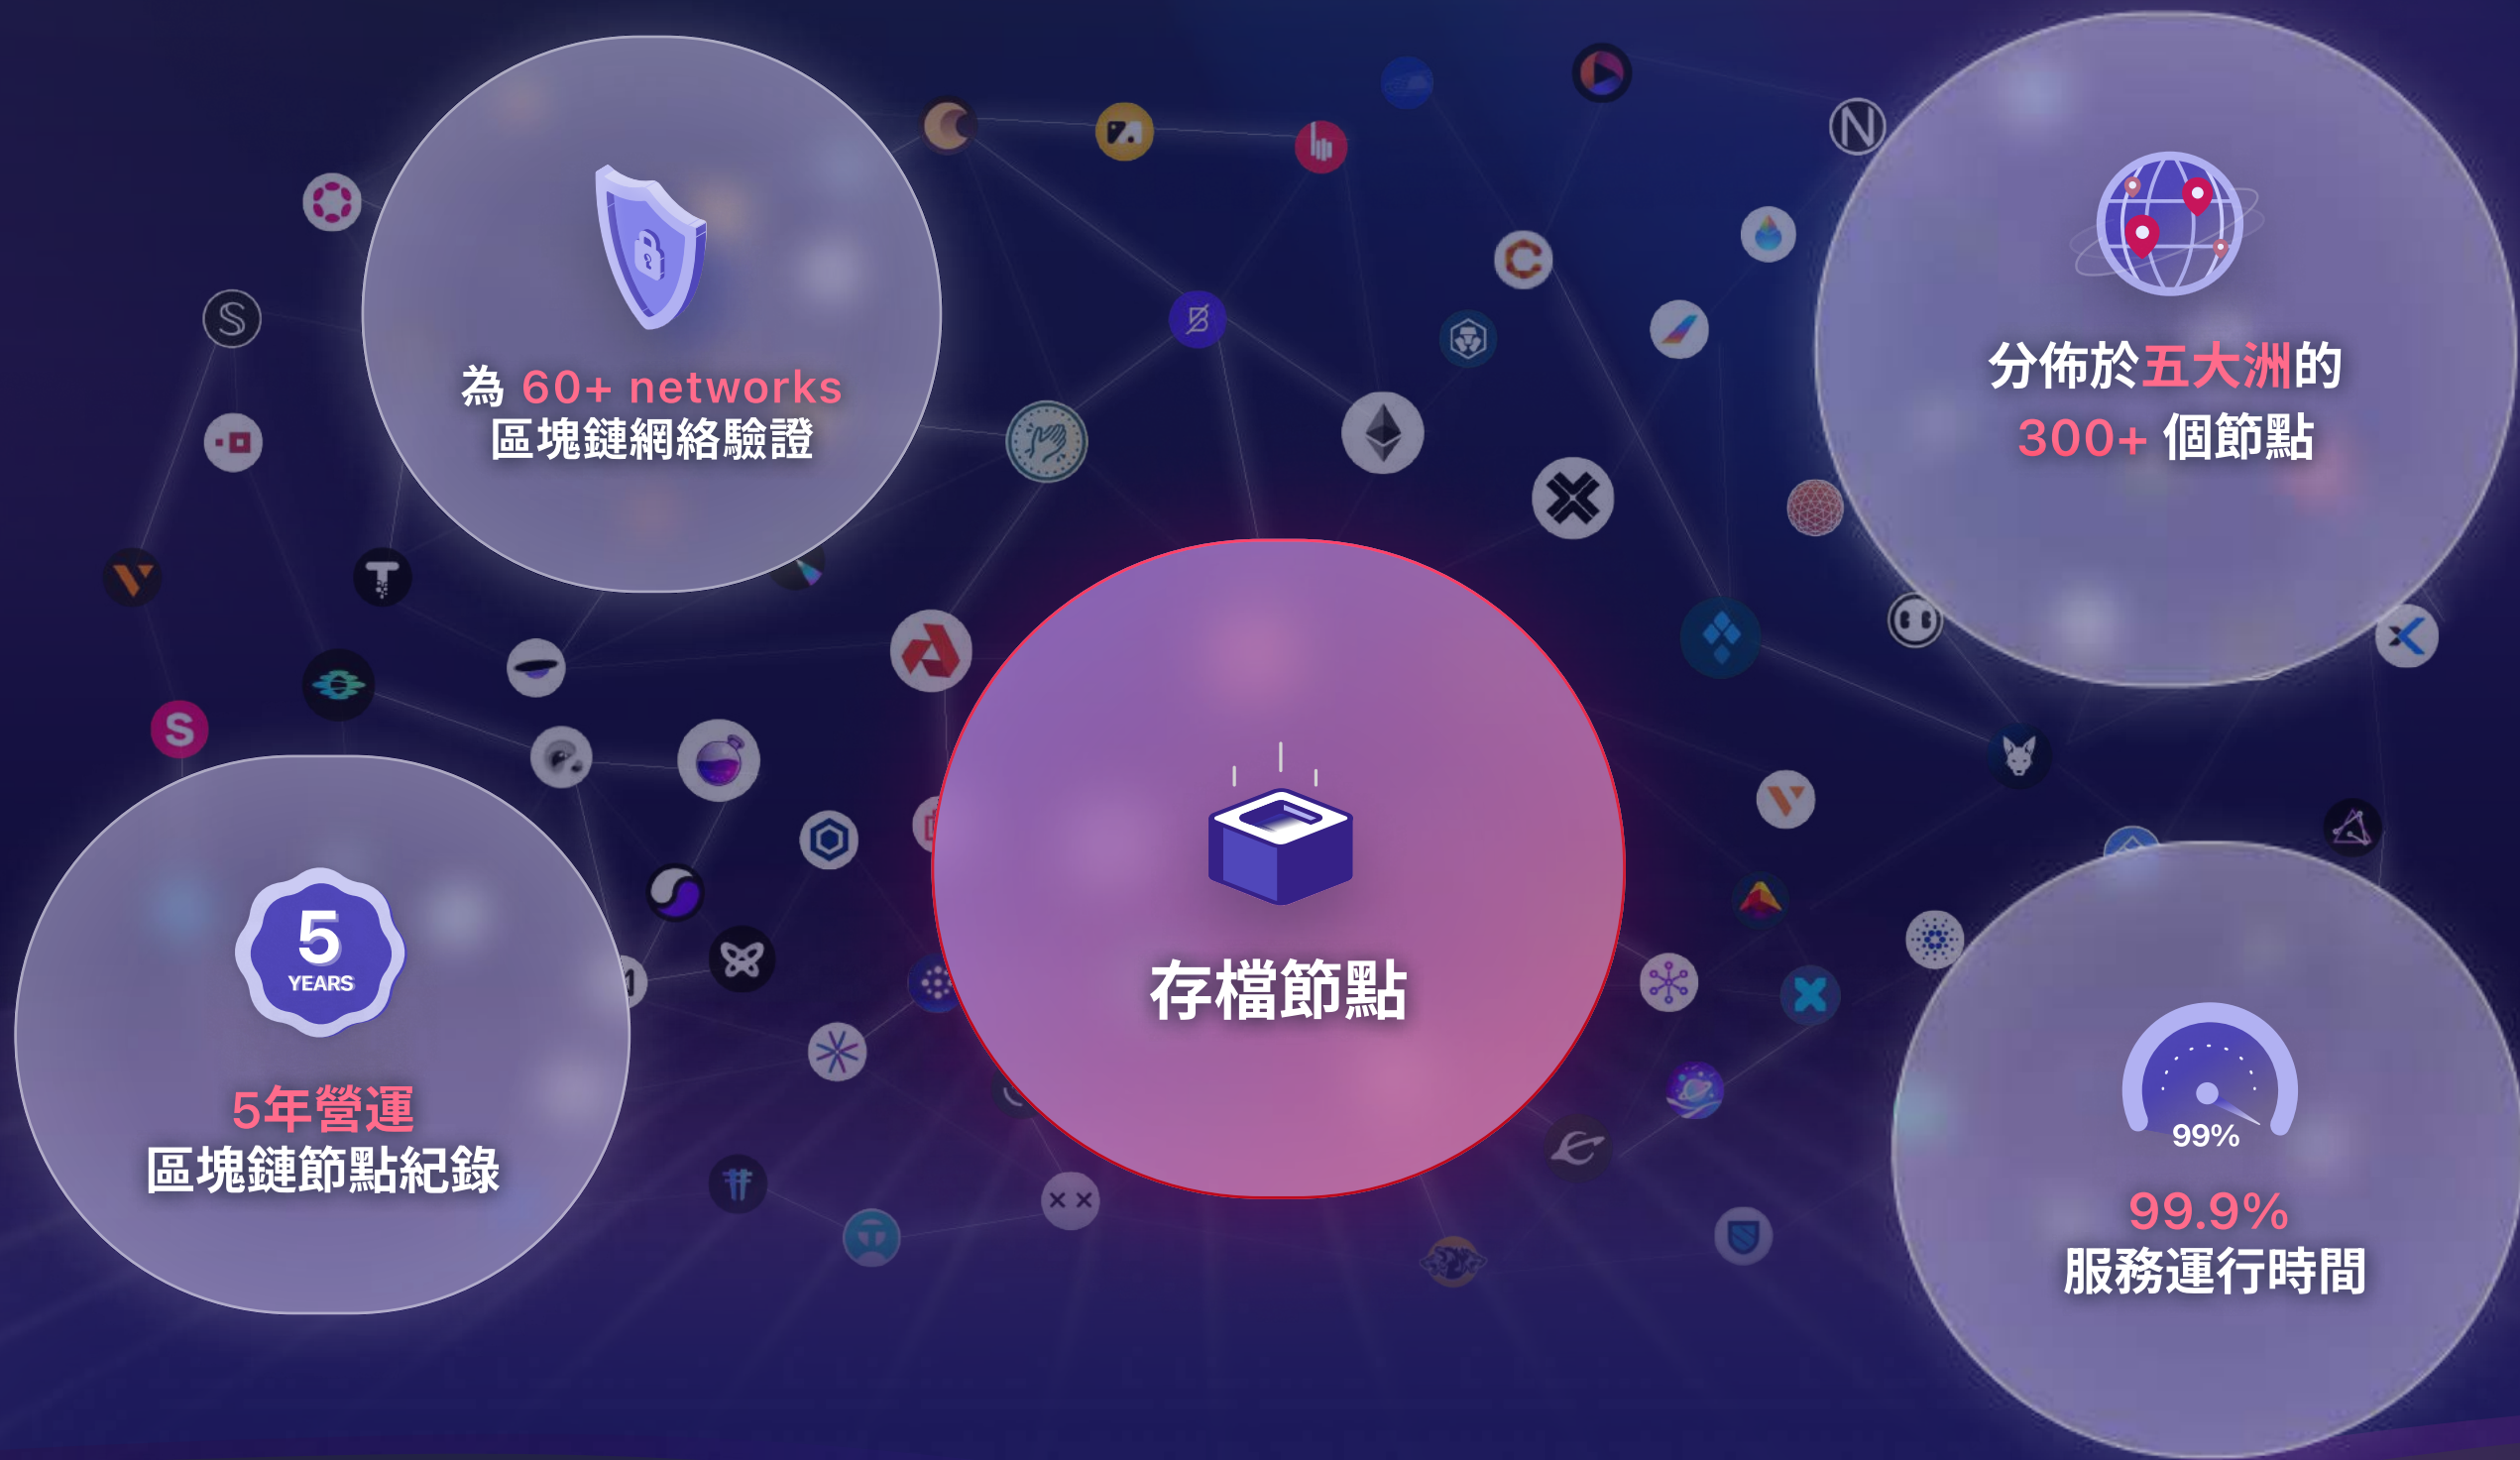 為 60+ networks
區塊鏈網絡驗證
分佈於五大洲的
300+ 個節點
存檔節點
5
YEARS
5年營運
區塊鏈節點紀錄
99%
99.9%
服務運行時間